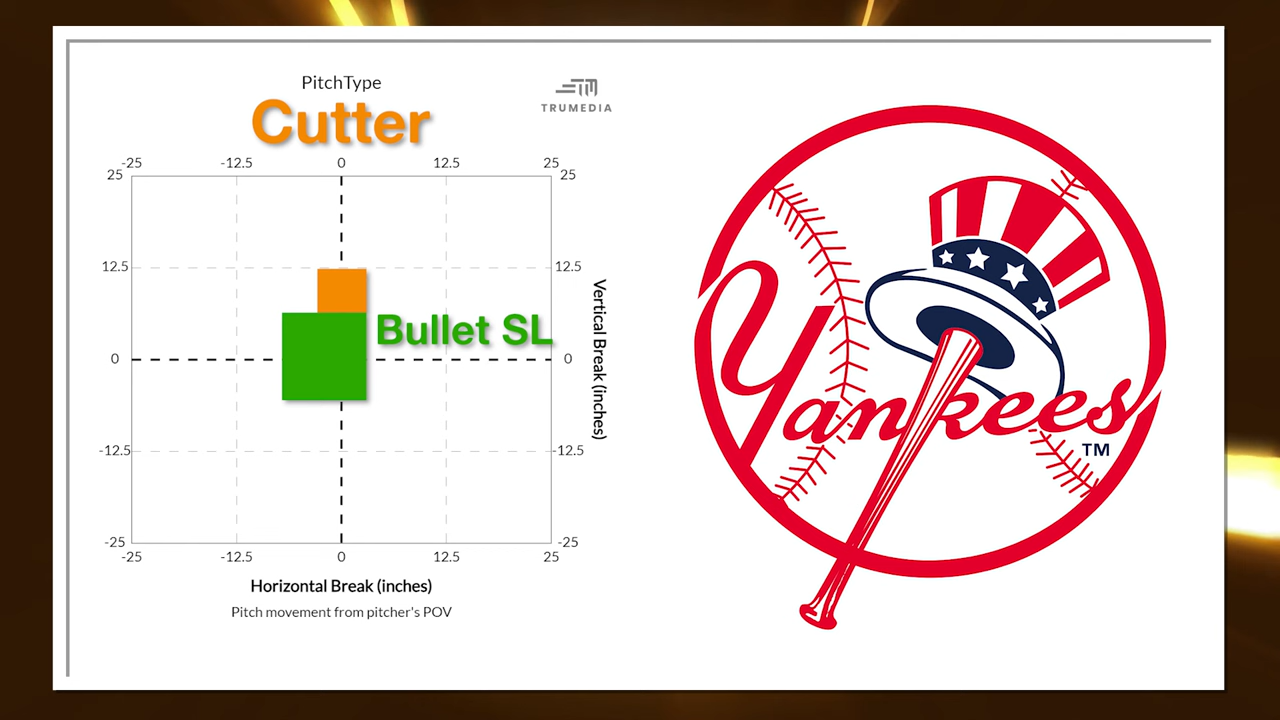 PitchType
TRUMEDIA
Cutter
-25 -12.5 0 12.5 25
25 25
12.5 12.5
Bullet SL
0 0
Vertical Break (inches)
-12.5 -12.5
-25 -25
-25 -12.5 0 12.5 25
Horizontal Break (inches)
Pitch movement from pitcher's POV
Yankees
TM